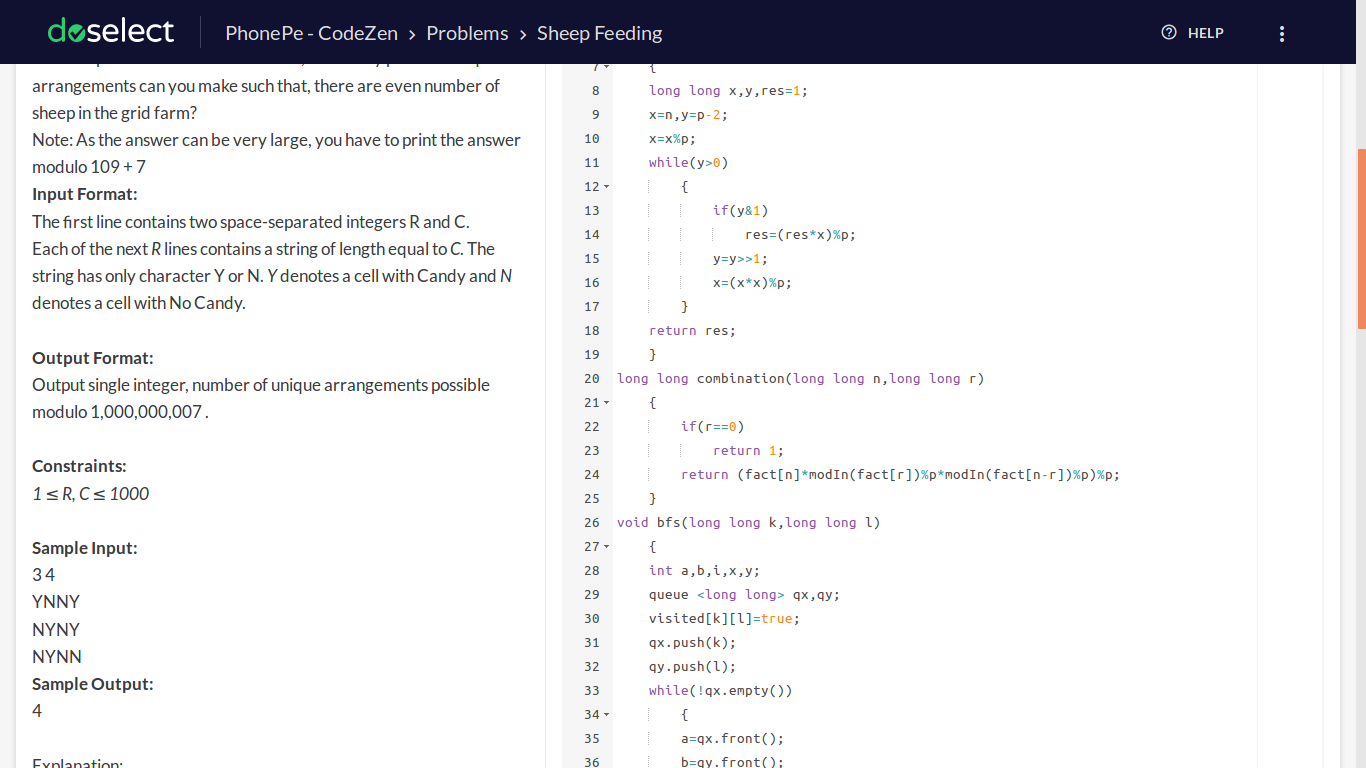 doselect
PhonePe - CodeZen › Problems › Sheep Feeding
HELP
arrangements can you make such that, there are even number of
sheep in the grid farm?
Note: As the answer can be very large, you have to print the answer
modulo 109 + 7
Input Format:
The first line contains two space-separated integers R and C.
Each of the next R lines contains a string of length equal to C. The
string has only character Y or N. Y denotes a cell with Candy and N
denotes a cell with No Candy.
Output Format:
Output single integer, number of unique arrangements possible
modulo 1,000,000,007 .
Constraints:
1 ≤ R, C ≤ 1000
Sample Input:
3 4
YNNY
NYNY
NYNN
Sample Output:
4
Explanation:
7 {
8 long long x,y,res=1;
9 x=n,y=p-2;
10 x=x%p;
11 while(y>0)
12 {
13 if(y&1)
14 res=(res*x)%p;
15 y=y>>1;
16 x=(x*x)%p;
17 }
18 return res;
19 }
20 long long combination(long long n,long long r)
21 {
22 if(r==0)
23 return 1;
24 return (fact[n]*modIn(fact[r])%p*modIn(fact[n-r])%p)%p;
25 }
26 void bfs(long long k,long long l)
27 {
28 int a,b,i,x,y;
29 queue <long long> qx,qy;
30 visited[k][l]=true;
31 qx.push(k);
32 qy.push(l);
33 while(!qx.empty())
34 {
35 a=qx.front();
36 b=qy.front();